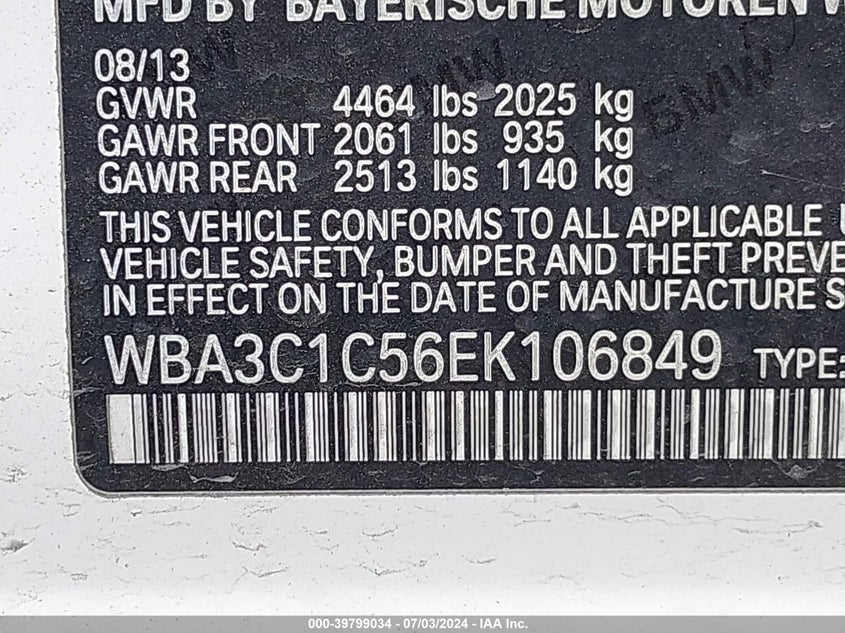 MFD BY BAYERISCHE MOTOREN W
08/13
GVWR 4464 lbs 2025 kg
GAWR FRONT 2061 lbs 935 kg
GAWR REAR 2513 lbs 1140 kg
THIS VEHICLE CONFORMS TO ALL APPLICABLE U
VEHICLE SAFETY, BUMPER AND THEFT PREVE
IN EFFECT ON THE DATE OF MANUFACTURE S
WBA3C1C56EK106849 TYPE:
BMW
000-39799034 - 07/03/2024 - IAA Inc.